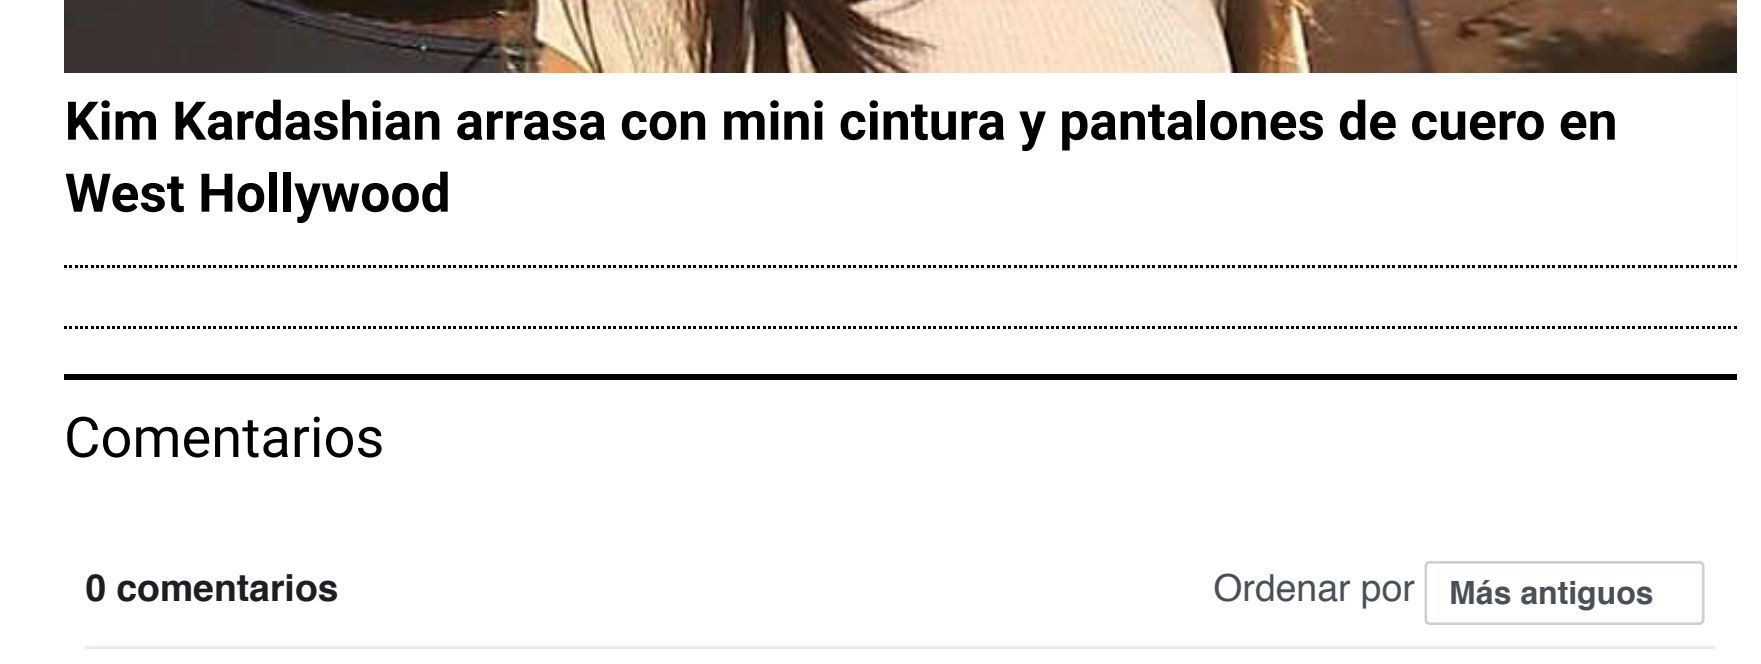 Kim Kardashian arrasa con mini cintura y pantalones de cuero en
West Hollywood
Comentarios
0 comentarios
Ordenar por Más antiguos